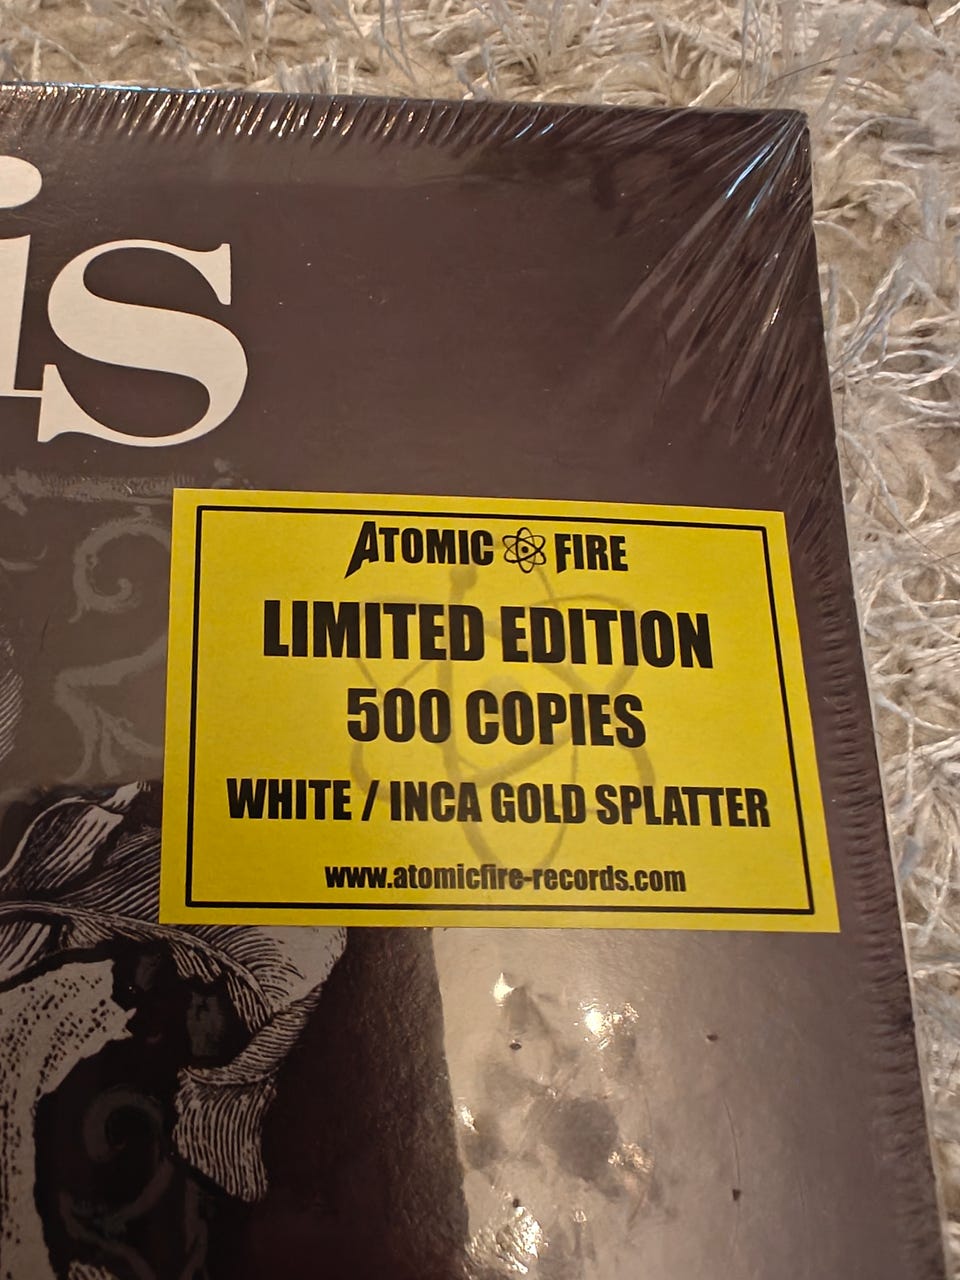 is
ATOMIC FIRE
LIMITED EDITION
500 COPIES
WHITE / INCA GOLD SPLATTER
www.atomicfire-records.com